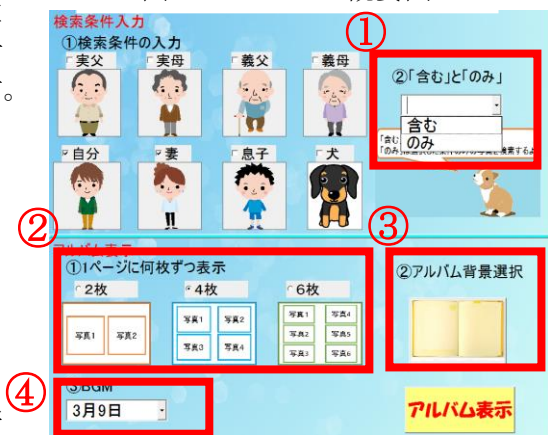 検索条件入力
①
①検索条件の入力
実父
実母
義父
義母
②「含む」と「のみ」
含む
のみ
自分
妻
息子
犬
②
③
アルバム表示
①1ページに何枚ずつ表示
②アルバム背景選択
2枚
4枚
6枚
写真1
写真2
写真1
写真2
写真3
写真4
写真1
写真4
写真2
写真5
写真3
写真6
④
③BGM
3月9日
アルバム表示